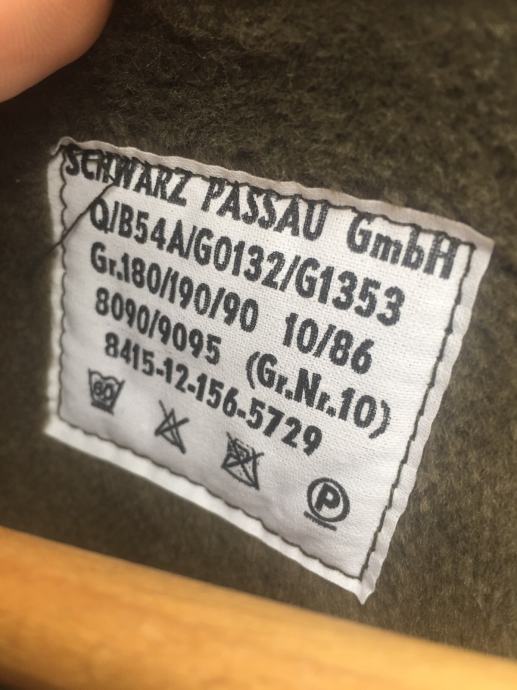 SCHWARZ PASSAU GmbH
Q/B54A/G0132/G1353
Gr.180/190/90 10/86
8090/9095 (Gr.Nr.10)
8415-12-156-5729
60
P